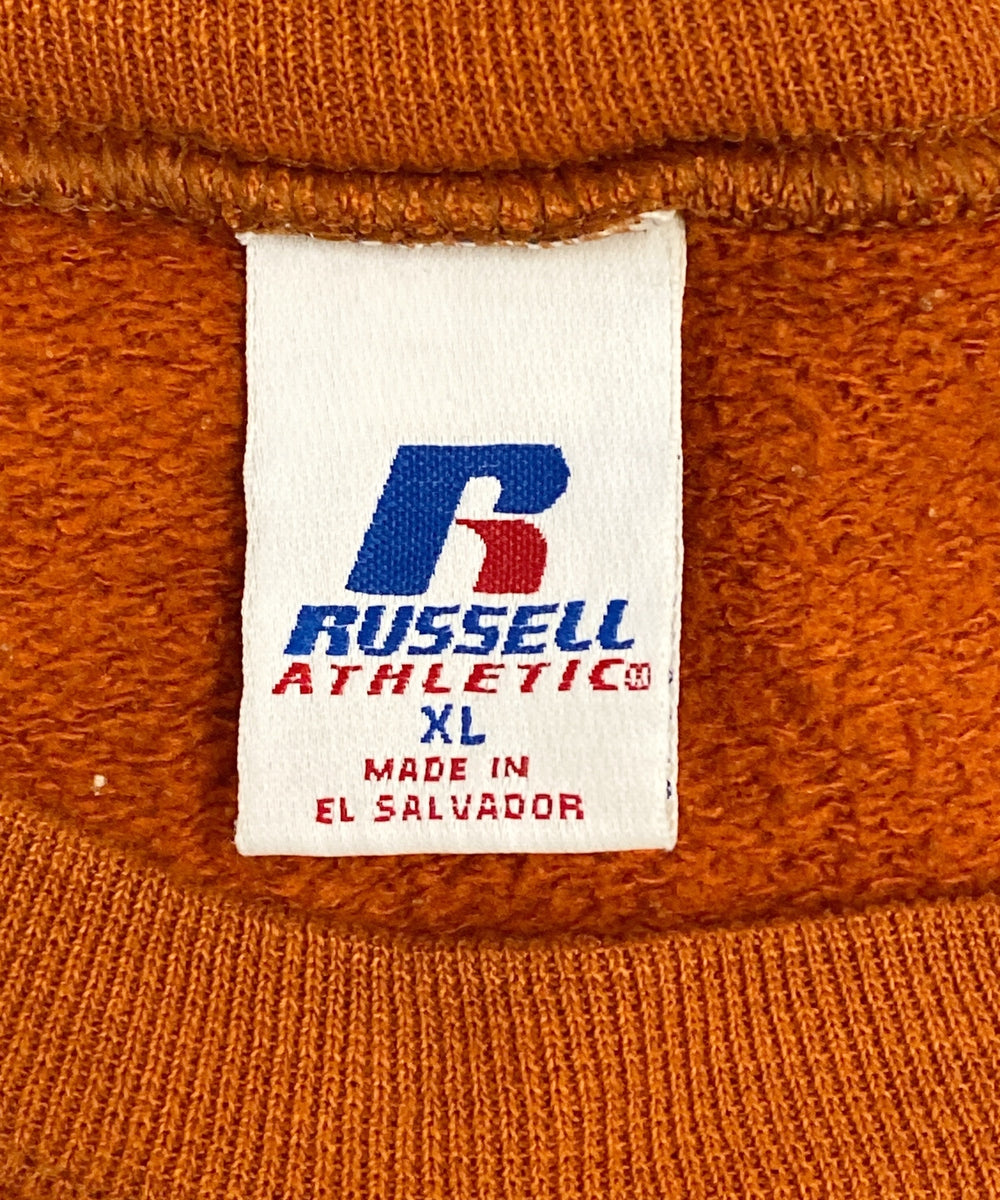 R
RUSSELL
ATHLETIC®
XL
MADE IN
EL SALVADOR